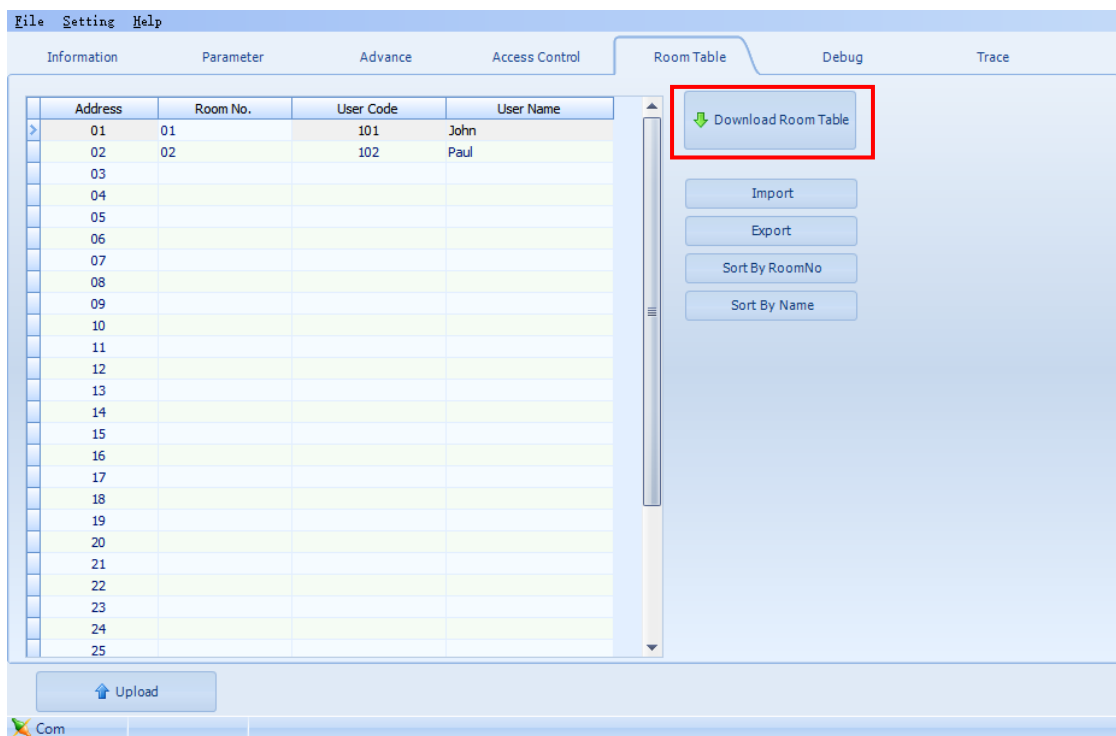 File Setting Help
Information Parameter Advance Access Control Room Table Debug Trace
Address Room No. User Code User Name
01 01 101 John
02 02 102 Paul
03
04
05
06
07
08
09
10
11
12
13
14
15
16
17
18
19
20
21
22
23
24
25
Download Room Table
Import
Export
Sort By RoomNo
Sort By Name
Upload
Com